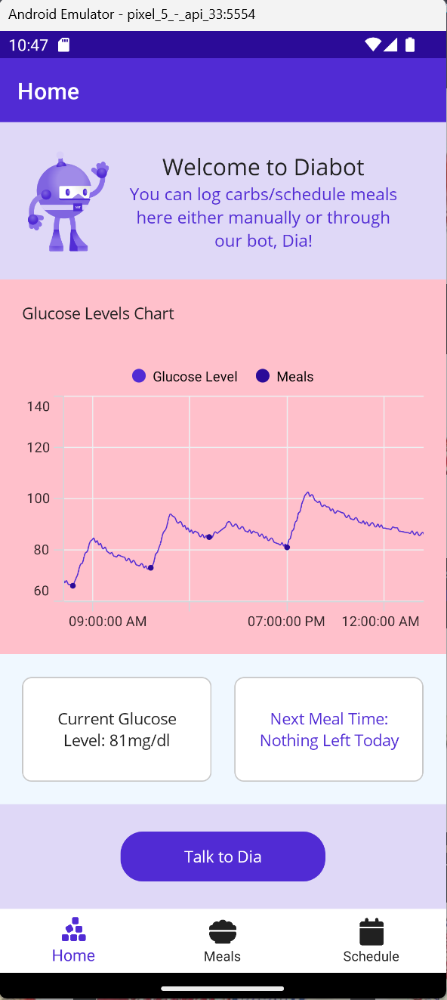 Android Emulator - pixel_5_-_api_33:5554
10:47
Home
Welcome to Diabot
You can log carbs/schedule meals
here either manually or through
our bot, Dia!
Glucose Levels Chart
Glucose Level
Meals
140
120
100
80
60
09:00:00 AM
07:00:00 PM
12:00:00 AM
Current Glucose
Level: 81mg/dl
Next Meal Time:
Nothing Left Today
Talk to Dia
Home
Meals
Schedule